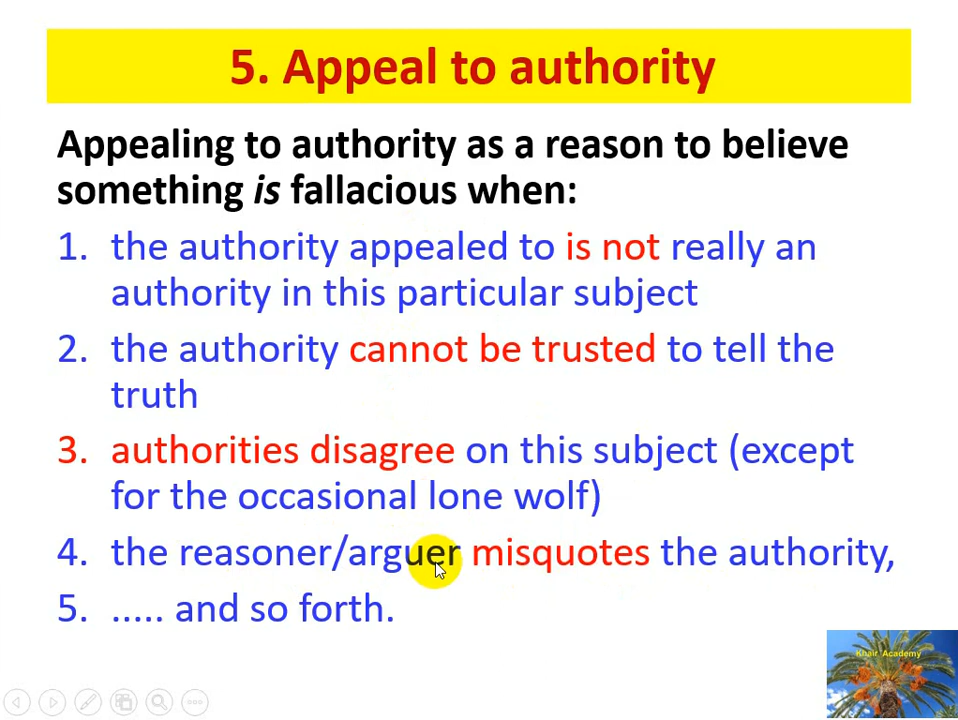 5. Appeal to authority
Appealing to authority as a reason to believe
something is fallacious when:
1. the authority appealed to is not really an
authority in this particular subject
2. the authority cannot be trusted to tell the
truth
3. authorities disagree on this subject (except
for the occasional lone wolf)
4. the reasoner/arguer misquotes the authority,
5. ..... and so forth.
Khair Academy